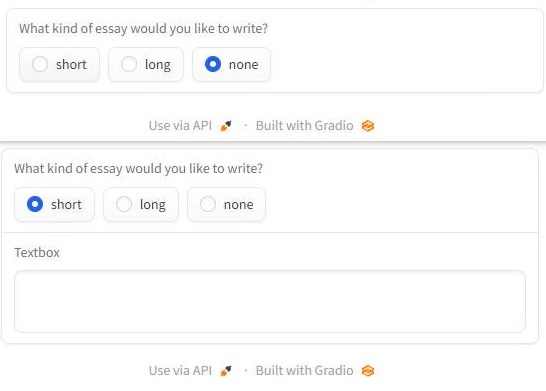 What kind of essay would you like to write?
short long none
Use via API · Built with Gradio
What kind of essay would you like to write?
short long none
Textbox
Use via API · Built with Gradio